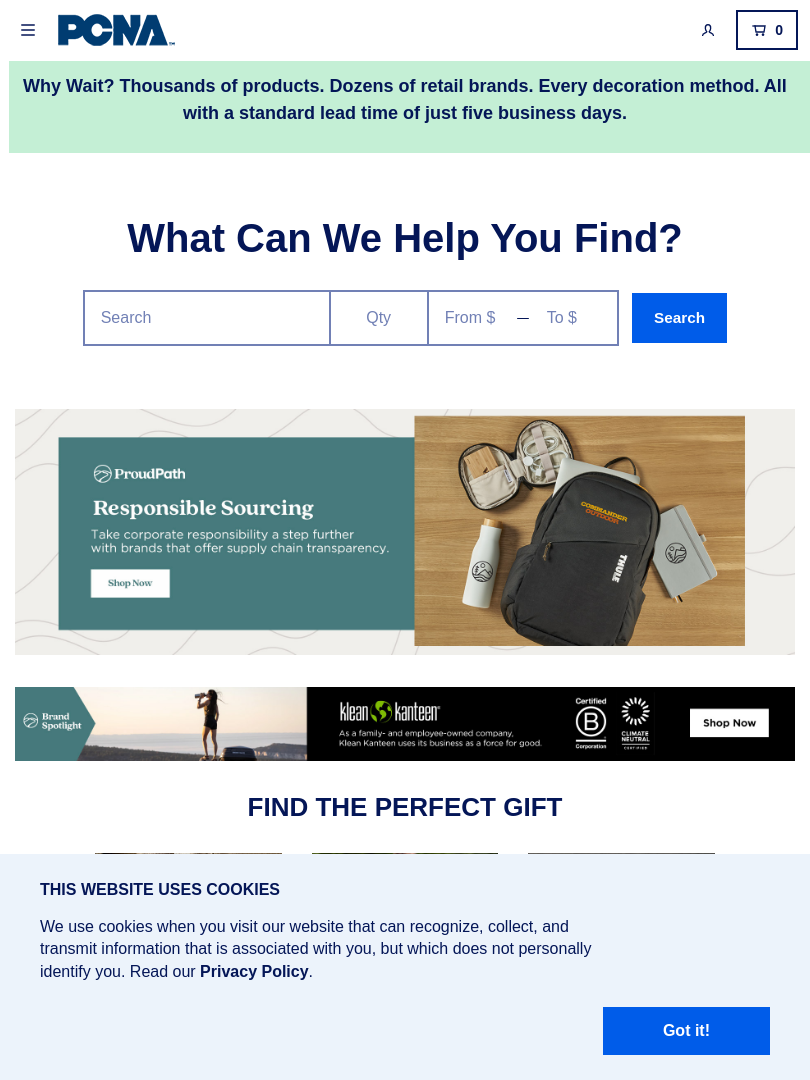 PCNA
0
Why Wait? Thousands of products. Dozens of retail brands. Every decoration method. All
with a standard lead time of just five business days.
What Can We Help You Find?
Search
Qty
From $ — To $
Search
ProudPath
Responsible Sourcing
Take corporate responsibility a step further
with brands that offer supply chain transparency.
Shop Now
COMMANDER
OUTDOOR
THULE
Brand
Spotlight
klean kanteen
As a family- and employee-owned company,
Klean Kanteen uses its business as a force for good.
Certified
B
Corporation
CLIMATE
NEUTRAL
CERTIFIED
Shop Now
FIND THE PERFECT GIFT
THIS WEBSITE USES COOKIES
We use cookies when you visit our website that can recognize, collect, and
transmit information that is associated with you, but which does not personally
identify you. Read our Privacy Policy.
Got it!